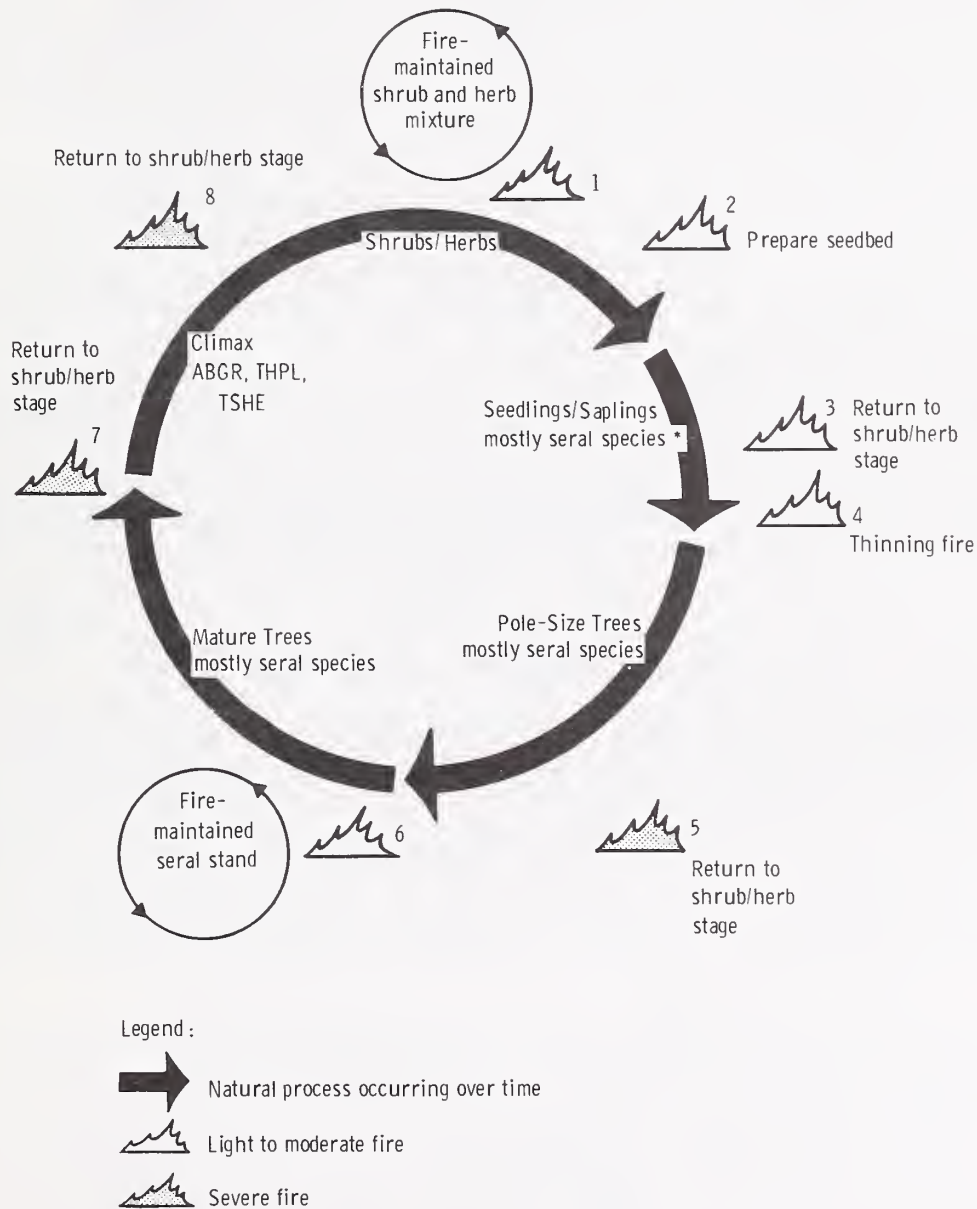 Fire-
maintained
shrub and herb
mixture
Return to shrub/herb stage
8
1
2
Prepare seedbed
Shrubs/Herbs
Climax
ABGR, THPL,
TSHE
Return to
shrub/herb
stage
7
Seedlings/Saplings
mostly seral species *
3
Return to
shrub/herb
stage
4
Thinning fire
Pole-Size Trees
mostly seral species
Mature Trees
mostly seral species
Fire-
maintained
seral stand
6
5
Return to
shrub/herb
stage
Legend :
Natural process occurring over time
Light to moderate fire
Severe fire